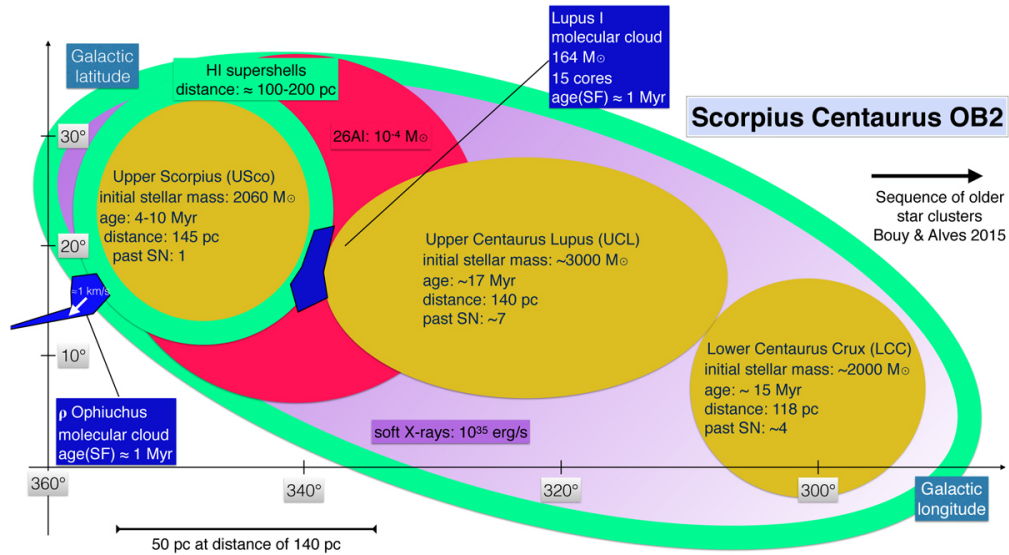 Lupus I
molecular cloud
164 M⊙
15 cores
age(SF) ≈ 1 Myr
Galactic
latitude
HI supershells
distance: ≈ 100-200 pc
Scorpius Centaurus OB2
26Al: 10⁻⁴ M⊙
30°
Upper Scorpius (USco)
initial stellar mass: 2060 M⊙
age: 4-10 Myr
distance: 145 pc
past SN: 1
Sequence of older
star clusters
Bouy & Alves 2015
20°
Upper Centaurus Lupus (UCL)
initial stellar mass: ~3000 M⊙
age: ~17 Myr
distance: 140 pc
past SN: ~7
≈1 km/s
10°
Lower Centaurus Crux (LCC)
initial stellar mass: ~2000 M⊙
age: ~ 15 Myr
distance: 118 pc
past SN: ~4
ρ Ophiuchus
molecular cloud
age(SF) ≈ 1 Myr
soft X-rays: 10³⁵ erg/s
360°
340°
320°
300°
Galactic
longitude
50 pc at distance of 140 pc